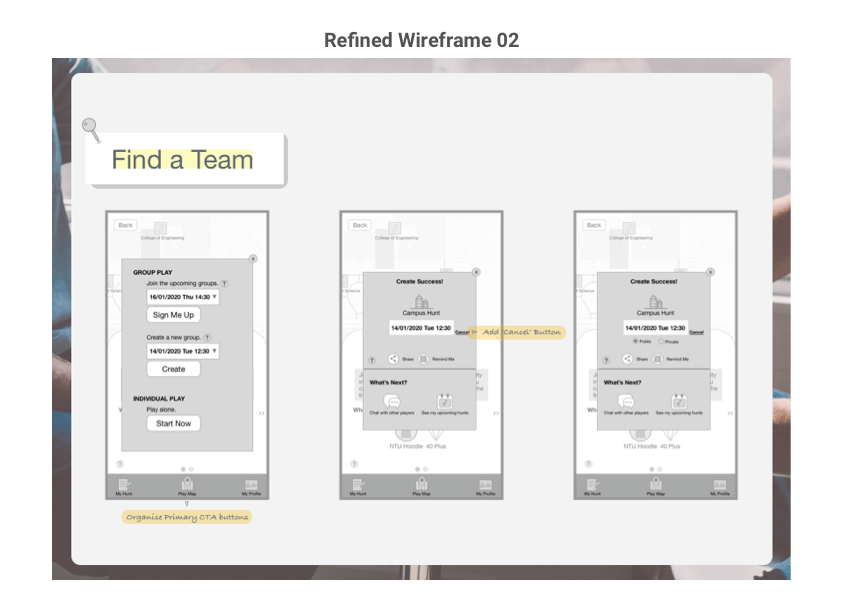 Refined Wireframe 02
Find a Team
Back
College of Engineering
GROUP PLAY
Join the upcoming groups. ?
16/01/2020 Thu 14:30
Sign Me Up
Create a new group. ?
14/01/2020 Tue 12:30
Create
INDIVIDUAL PLAY
Play alone.
Start Now
?
My Hunt
Play Map
My Profile
Organise Primary CTA buttons
Back
College of Engineering
x
Create Success!
Campus Hunt
14/01/2020 Tue 12:30
Cancel
Add "Cancel" Button
?
Share
Remind Me
What's Next?
Chat with other players
See my upcoming hunts
NTU Hoodie
40 Plus
?
My Hunt
Play Map
My Profile
Back
College of Engineering
x
Create Success!
Campus Hunt
14/01/2020 Tue 12:30
Cancel
Public
Private
?
Share
Remind Me
What's Next?
Chat with other players
See my upcoming hunts
NTU Hoodie
40 Plus
?
My Hunt
Play Map
My Profile